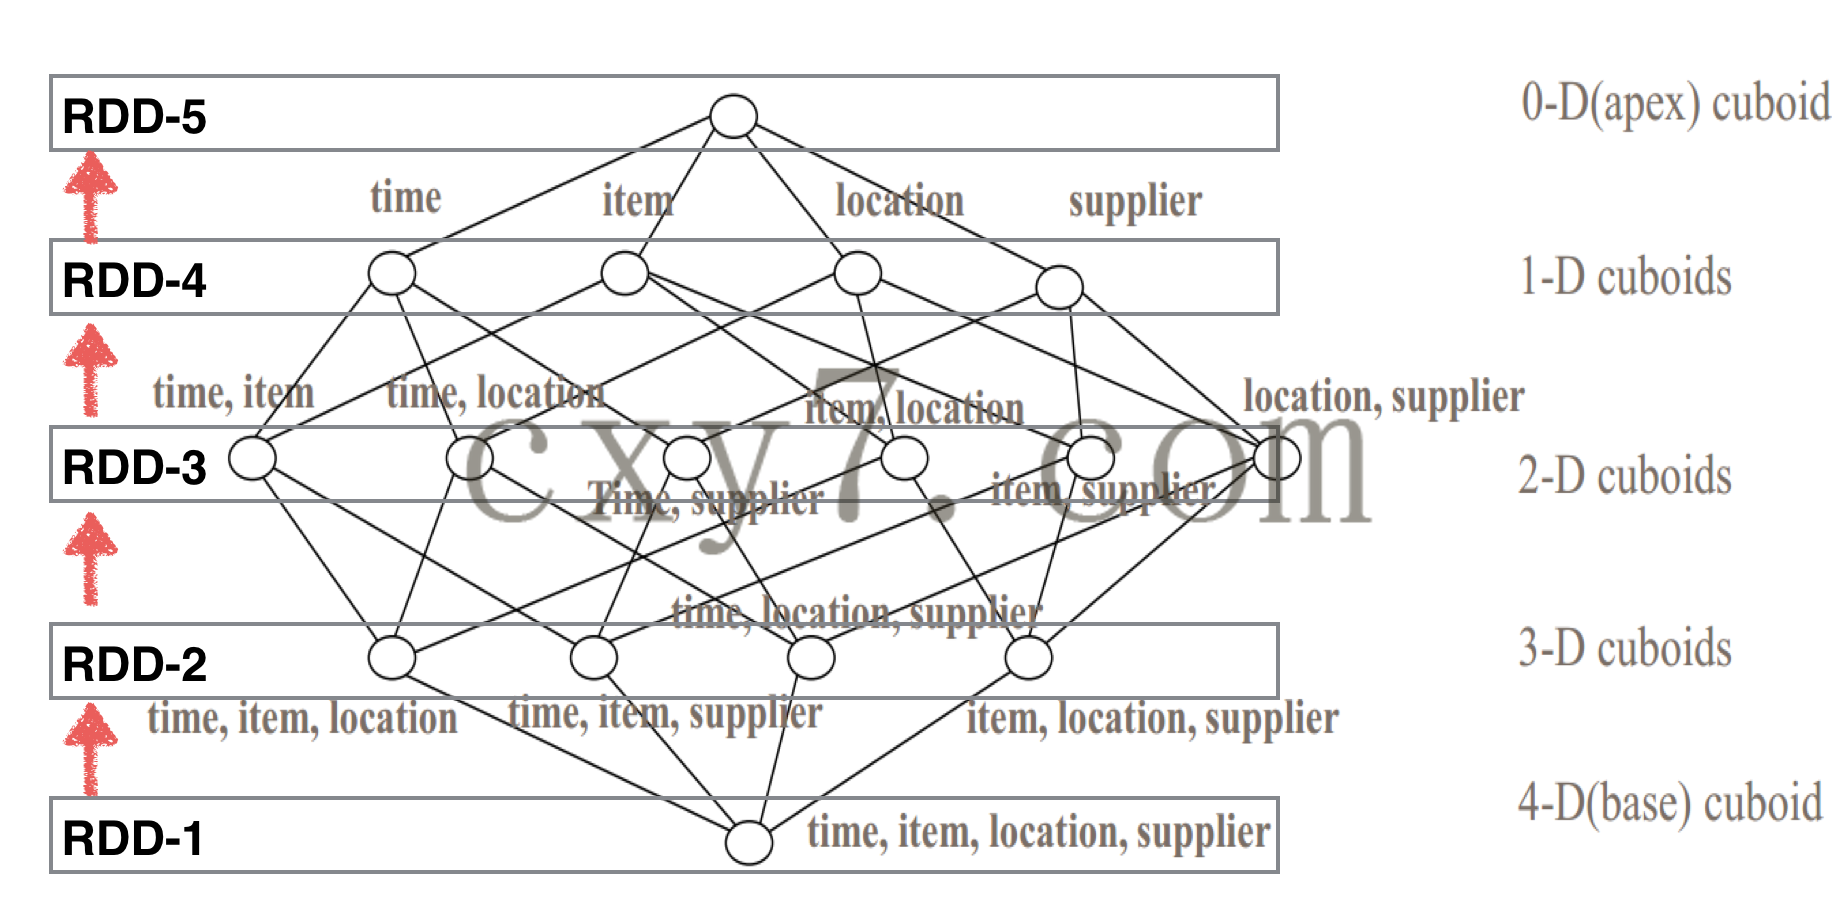 RDD-5
0-D(apex) cuboid
time
item
location
supplier
RDD-4
1-D cuboids
time, item
time, location
item, location
location, supplier
RDD-3
Time, supplier
item, supplier
2-D cuboids
cxy7.com
time, location, supplier
RDD-2
3-D cuboids
time, item, location
time, item, supplier
item, location, supplier
RDD-1
time, item, location, supplier
4-D(base) cuboid